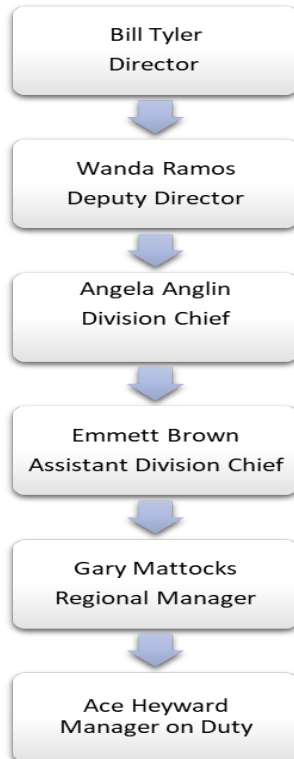 Bill Tyler
Director
Wanda Ramos
Deputy Director
Angela Anglin
Division Chief
Emmett Brown
Assistant Division Chief
Gary Mattocks
Regional Manager
Ace Heyward
Manager on Duty